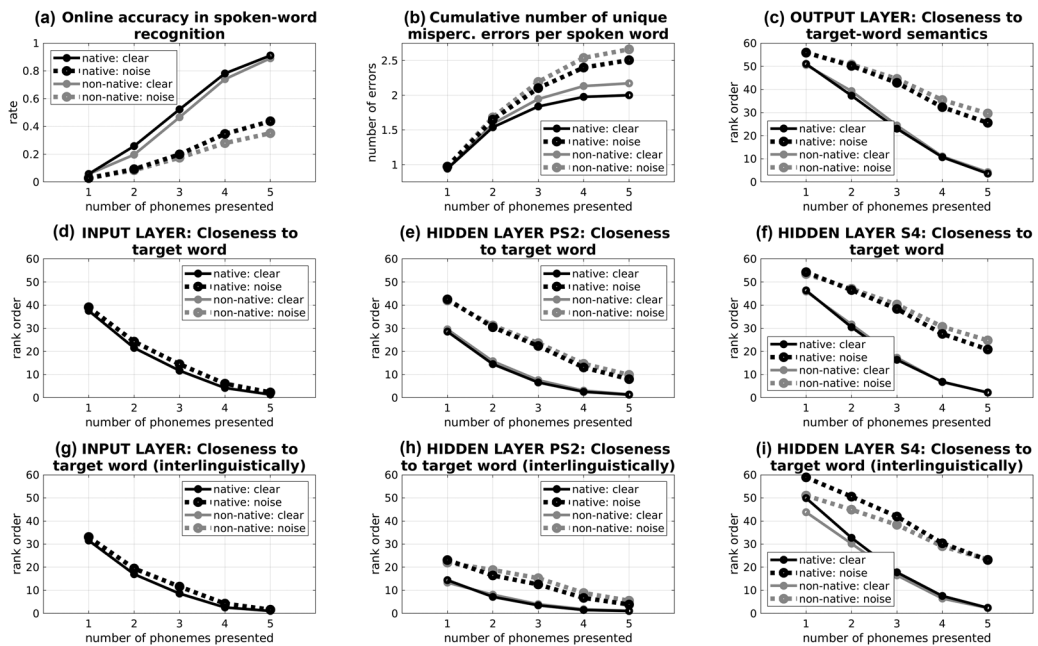 (a) Online accuracy in spoken-word
recognition
1
0.8
0.6
0.4
0.2
0
rate
native: clear
native: noise
non-native: clear
non-native: noise
1 2 3 4 5
number of phonemes presented
(b) Cumulative number of unique
misperc. errors per spoken word
2.5
2
1.5
1
number of errors
native: clear
native: noise
non-native: clear
non-native: noise
1 2 3 4 5
number of phonemes presented
(c) OUTPUT LAYER: Closeness to
target-word semantics
60
50
40
30
20
10
0
rank order
native: clear
native: noise
non-native: clear
non-native: noise
1 2 3 4 5
number of phonemes presented
(d) INPUT LAYER: Closeness to
target word
60
50
40
30
20
10
0
rank order
native: clear
native: noise
non-native: clear
non-native: noise
1 2 3 4 5
number of phonemes presented
(e) HIDDEN LAYER PS2: Closeness
to target word
60
50
40
30
20
10
0
rank order
native: clear
native: noise
non-native: clear
non-native: noise
1 2 3 4 5
number of phonemes presented
(f) HIDDEN LAYER S4: Closeness to
target word
60
50
40
30
20
10
0
rank order
native: clear
native: noise
non-native: clear
non-native: noise
1 2 3 4 5
number of phonemes presented
(g) INPUT LAYER: Closeness to
target word (interlinguistically)
60
50
40
30
20
10
0
rank order
native: clear
native: noise
non-native: clear
non-native: noise
1 2 3 4 5
number of phonemes presented
(h) HIDDEN LAYER PS2: Closeness
to target word (interlinguistically)
60
50
40
30
20
10
0
rank order
native: clear
native: noise
non-native: clear
non-native: noise
1 2 3 4 5
number of phonemes presented
(i) HIDDEN LAYER S4: Closeness to
target word (interlinguistically)
60
50
40
30
20
10
0
rank order
native: clear
native: noise
non-native: clear
non-native: noise
1 2 3 4 5
number of phonemes presented